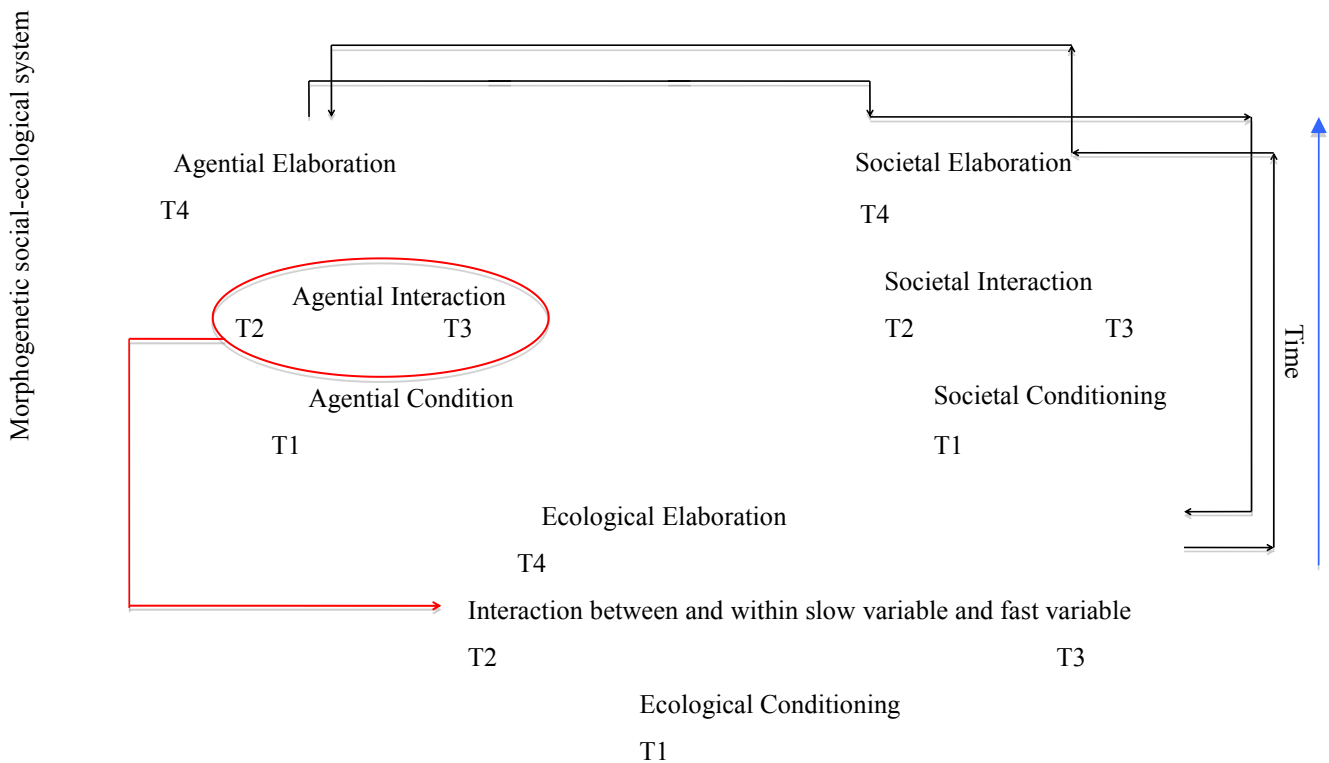 Morphogenetic social-ecological system
Agential Elaboration
Societal Elaboration
T4
T4
Agential Interaction
Societal Interaction
T2 T3
T2 T3
Time
Agential Condition
Societal Conditioning
T1
T1
Ecological Elaboration
T4
Interaction between and within slow variable and fast variable
T2 T3
Ecological Conditioning
T1